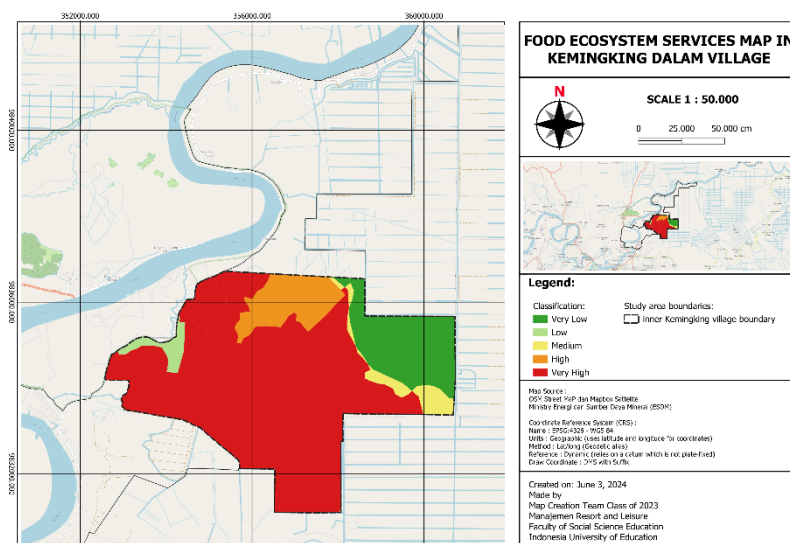 352000.000
356000.000
360000.000
FOOD ECOSYSTEM SERVICES MAP IN
KEMINGKING DALAM VILLAGE
N
SCALE 1 : 50.000
0 25.000 50.000 cm
Legend:
Classification:
Very Low
Low
Medium
High
Very High
Study area boundaries:
Inner Kemingking village boundary
Map Source :
OSM Street MaP dan Mapbox Sattelite
Ministry Energi dan Sumber Daya Mineral (ESDM)
Coordinate Reference System (CRS) :
Name : EPSG:4326 - WGS 84
Units : Geographic (uses latitude and longitude for coordinates)
Method : Lat/long (Geodetic alias)
Reference : Dynamic (relies on a datum which is not plate-fixed)
Draw Coordinate : DMS with Suffix
Created on: June 3, 2024
Made by
Map Creation Team Class of 2023
Manajemen Resort and Leisure
Faculty of Social Science Education
Indonesia University of Education